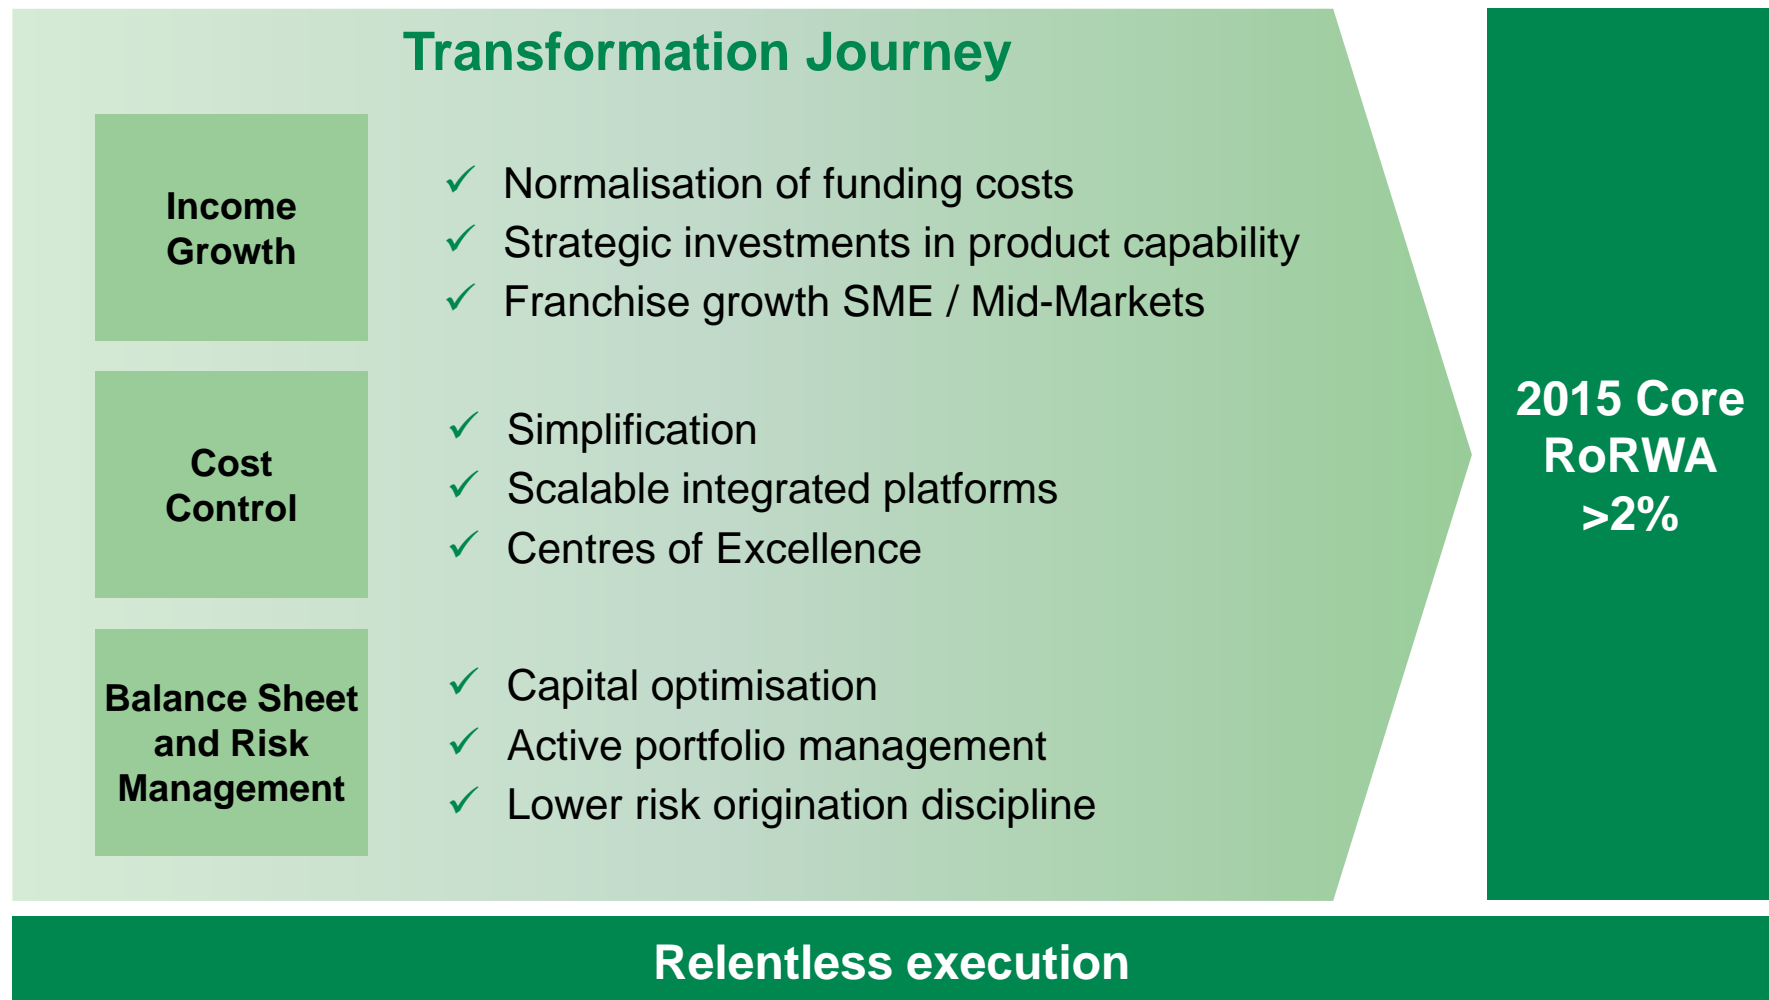 Transformation Journey
Income
Growth
✓ Normalisation of funding costs
✓ Strategic investments in product capability
✓ Franchise growth SME / Mid-Markets
Cost
Control
✓ Simplification
✓ Scalable integrated platforms
✓ Centres of Excellence
Balance Sheet
and Risk
Management
✓ Capital optimisation
✓ Active portfolio management
✓ Lower risk origination discipline
2015 Core
RoRWA
>2%
Relentless execution